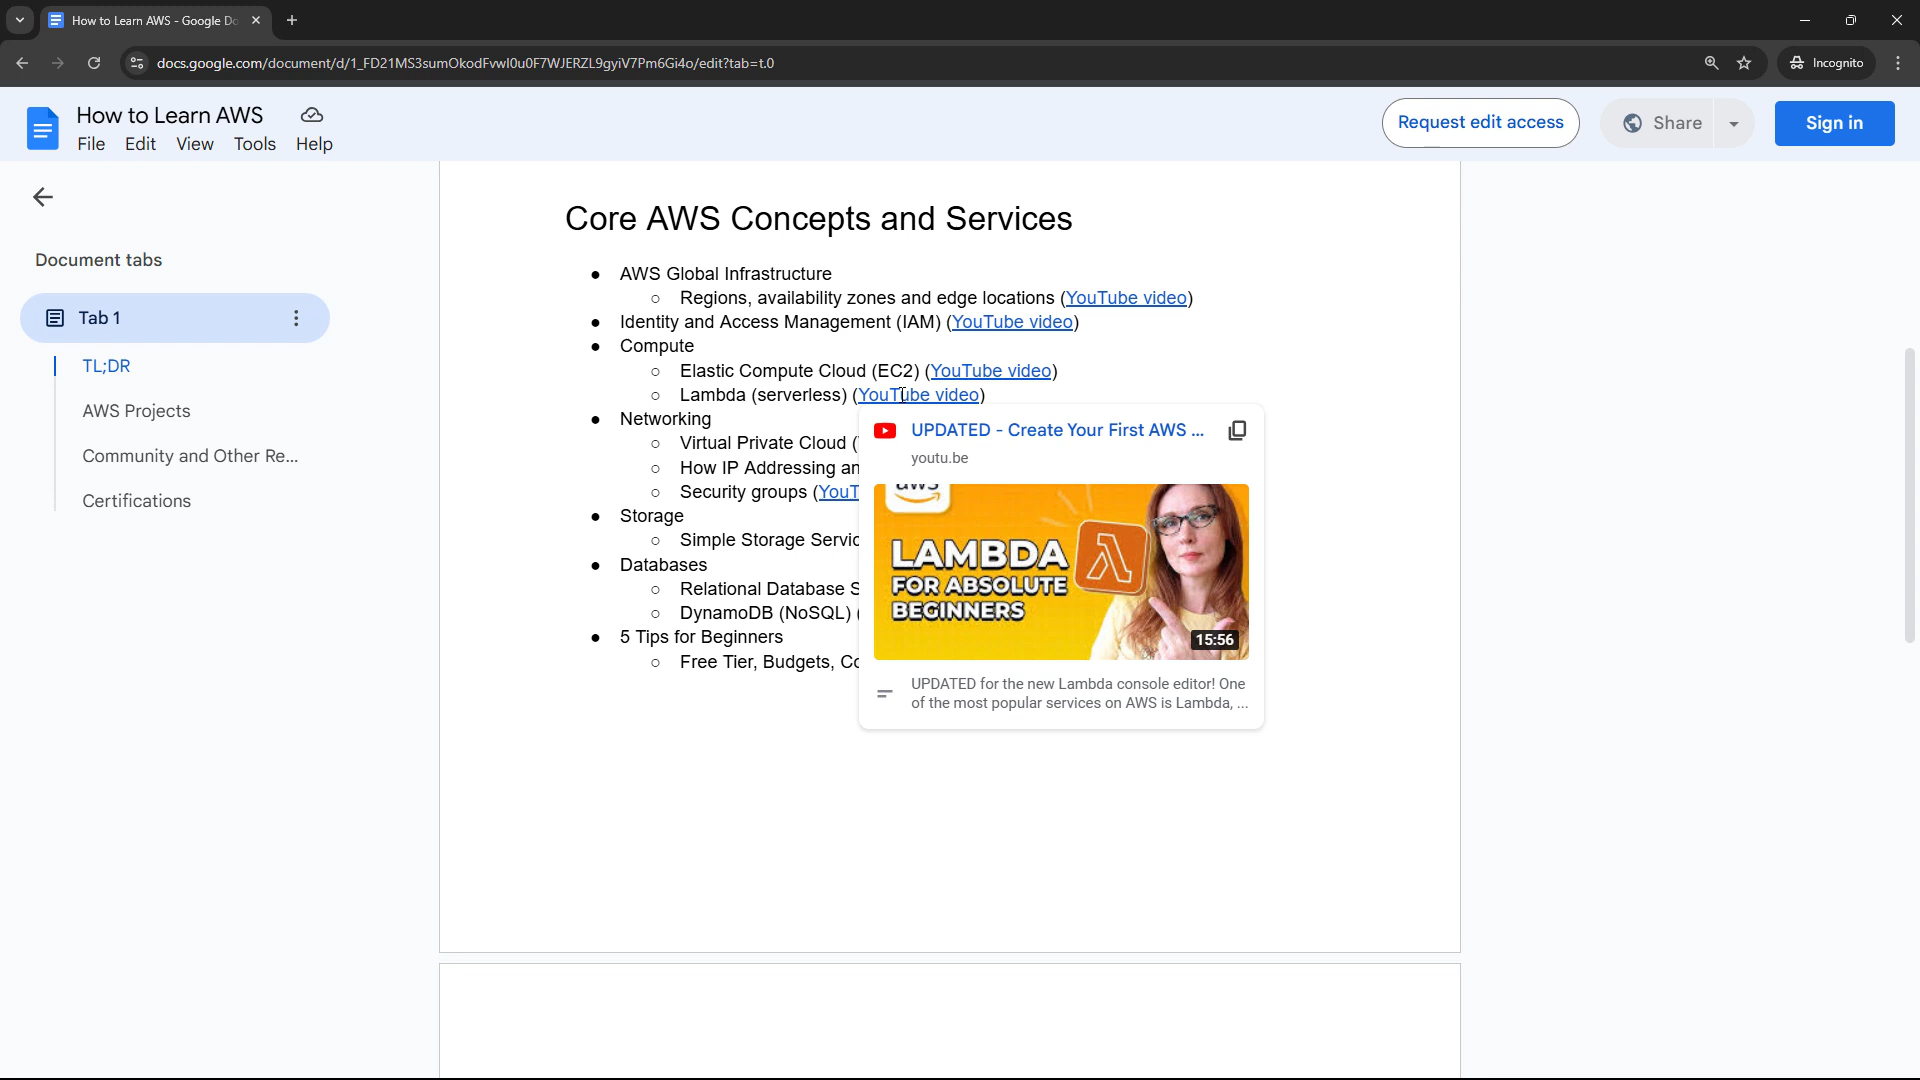 How to Learn AWS - Google Do
docs.google.com/document/d/1_FD21MS3sumOkodFvwI0u0F7WJERZL9gyiV7Pm6Gi4o/edit?tab=t.0
Incognito
How to Learn AWS
File Edit View Tools Help
Request edit access
Share
Sign in
Document tabs
Tab 1
TL;DR
AWS Projects
Community and Other Re...
Certifications
Core AWS Concepts and Services
● AWS Global Infrastructure
○ Regions, availability zones and edge locations (YouTube video)
● Identity and Access Management (IAM) (YouTube video)
● Compute
○ Elastic Compute Cloud (EC2) (YouTube video)
○ Lambda (serverless) (YouTube video)
● Networking
○ Virtual Private Cloud (
○ How IP Addressing an
○ Security groups (YouT
● Storage
○ Simple Storage Servic
● Databases
○ Relational Database S
○ DynamoDB (NoSQL) (
● 5 Tips for Beginners
○ Free Tier, Budgets, Co
UPDATED - Create Your First AWS ...
youtu.be
aws
LAMBDA
FOR ABSOLUTE
BEGINNERS
15:56
UPDATED for the new Lambda console editor! One
of the most popular services on AWS is Lambda, ...